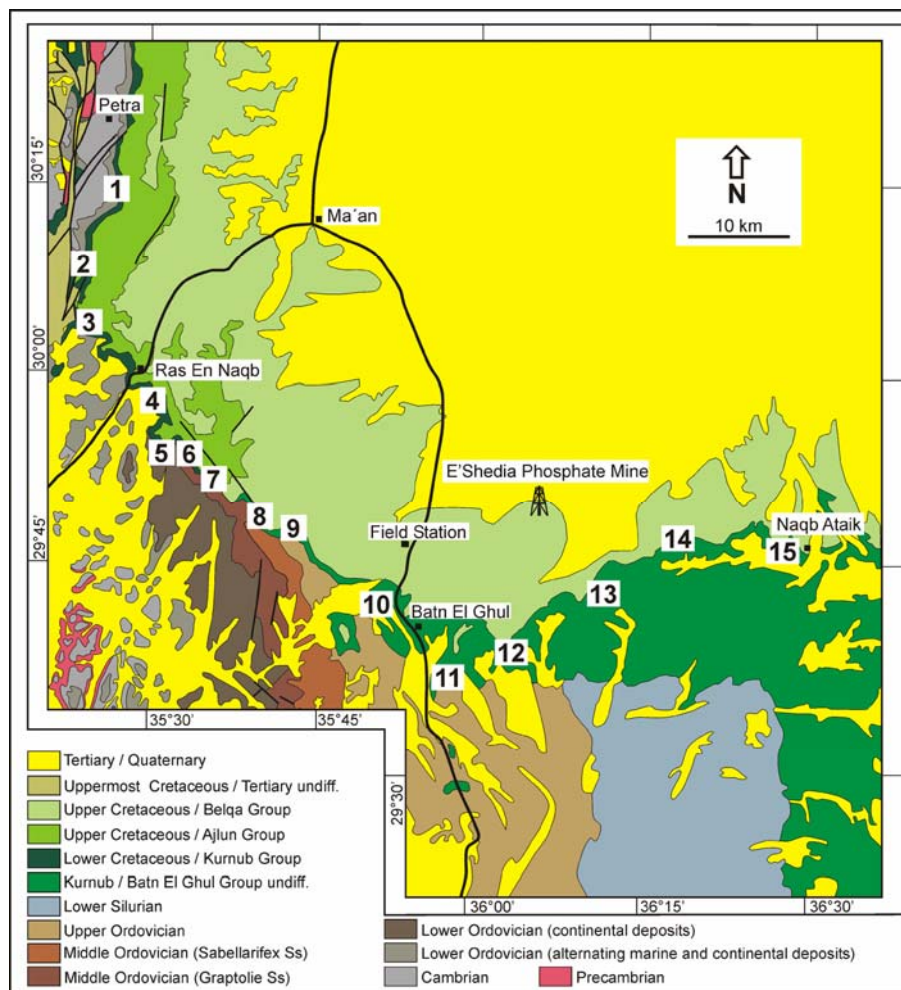 Petra
30°15'
1
N
10 km
Ma´an
2
3
30°00'
Ras En Naqb
4
5 6
7
E'Shedia Phosphate Mine
8
9
14
Naqb Ataik
15
29°45'
Field Station
13
10
Batn El Ghul
12
11
35°30'
35°45'
Tertiary / Quaternary
Uppermost Cretaceous / Tertiary undiff.
Upper Cretaceous / Belqa Group
Upper Cretaceous / Ajlun Group
Lower Cretaceous / Kurnub Group
Kurnub / Batn El Ghul Group undiff.
Lower Silurian
Upper Ordovician
Middle Ordovician (Sabellarifex Ss)
Middle Ordovician (Graptolie Ss)
29°30'
36°00'
36°15'
36°30'
Lower Ordovician (continental deposits)
Lower Ordovician (alternating marine and continental deposits)
Cambrian
Precambrian